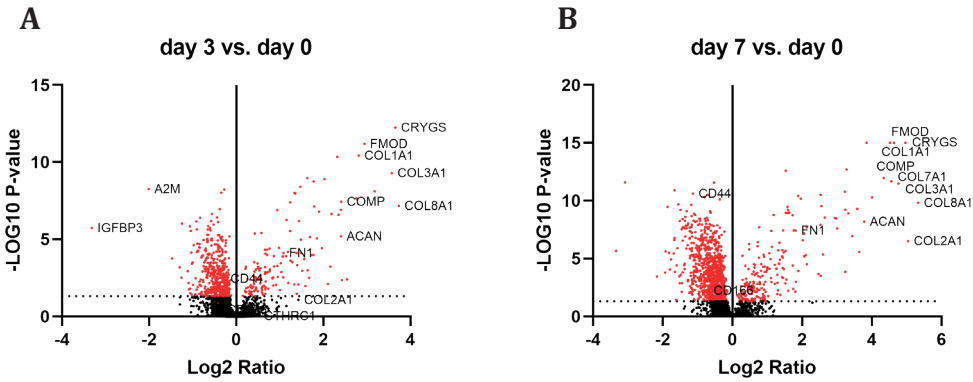 A
day 3 vs. day 0
-LOG10 P-value
15
10
5
0
CRYGS
FMOD
COL1A1
COL3A1
A2M
COMP
COL8A1
IGFBP3
ACAN
FN1
CD44
COL2A1
CTHRC1
-4
-2
0
2
4
Log2 Ratio
B
day 7 vs. day 0
-LOG10 P-value
20
15
10
5
0
FMOD
CRYGS
COL1A1
COMP
COL7A1
COL3A1
CD44
COL8A1
ACAN
FN1
COL2A1
CD166
-4
-2
0
2
4
6
Log2 Ratio